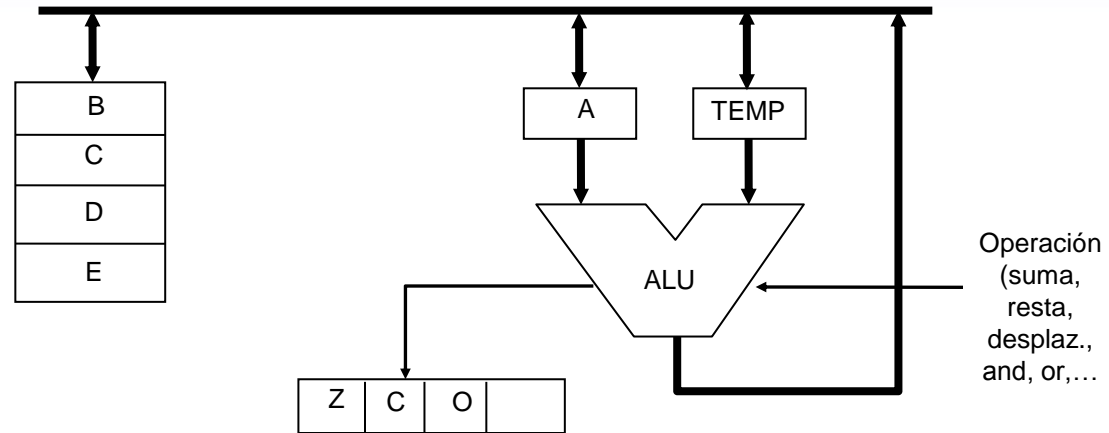 B
C
D
E
A
TEMP
ALU
Operación
(suma,
resta,
desplaz.,
and, or,…
Z C O